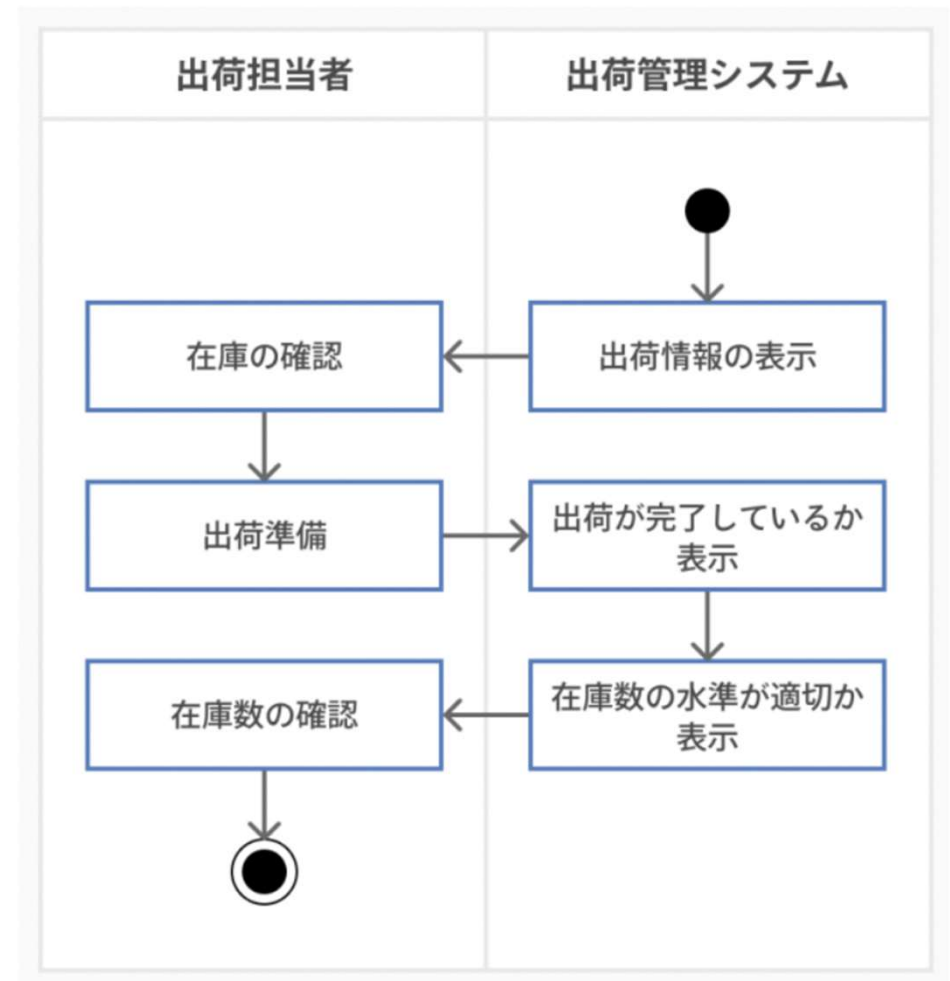 出荷担当者
出荷管理システム
在庫の確認
出荷情報の表示
出荷準備
出荷が完了しているか
表示
在庫数の確認
在庫数の水準が適切か
表示